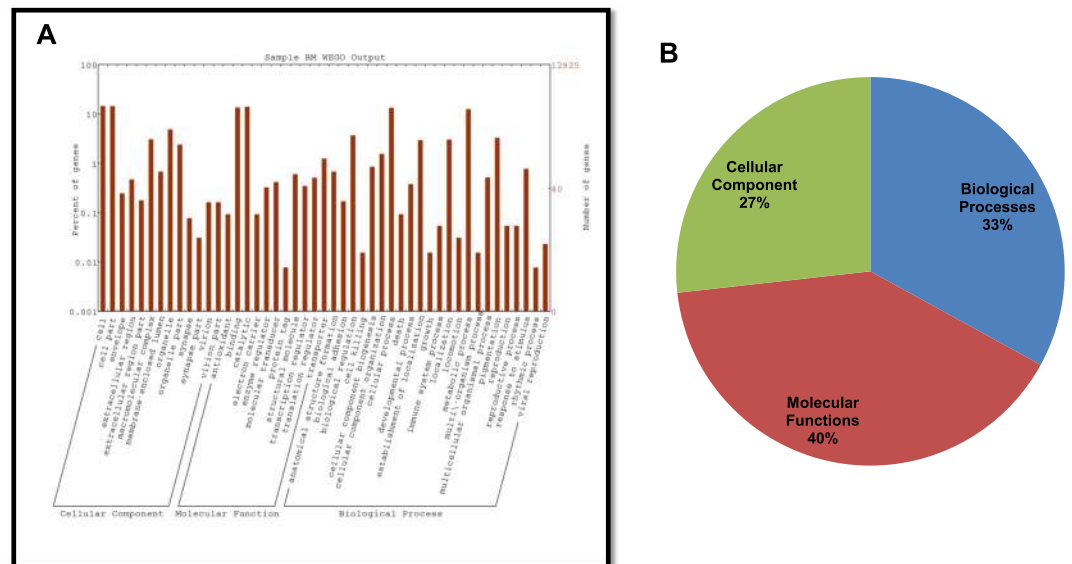 A
Sample BM WEGO Output
100
10
1
0.1
0.01
0.001
Percent of genes
12925
40
0
Number of genes
cell
cell part
envelope
extracellular region
extracellular region part
macromolecular complex
membrane-enclosed lumen
organelle
organelle part
synapse
synapse part
virion
virion part
antioxidant
binding
catalytic
electron carrier
enzyme regulator
molecular transducer
protein tag
structural molecule
transcription regulator
translation regulator
transporter
anatomical structure formation
biological adhesion
biological regulation
cell killing
cellular component biogenesis
cellular component organization
cellular process
death
developmental process
establishment of localization
growth
immune system process
localization
locomotion
metabolic process
multi-organism process
multicellular organismal process
pigmentation
reproduction
reproductive process
response to stimulus
rhythmic process
viral reproduction
Cellular Component
Molecular Function
Biological Process
B
Cellular
Component
27%
Biological
Processes
33%
Molecular
Functions
40%